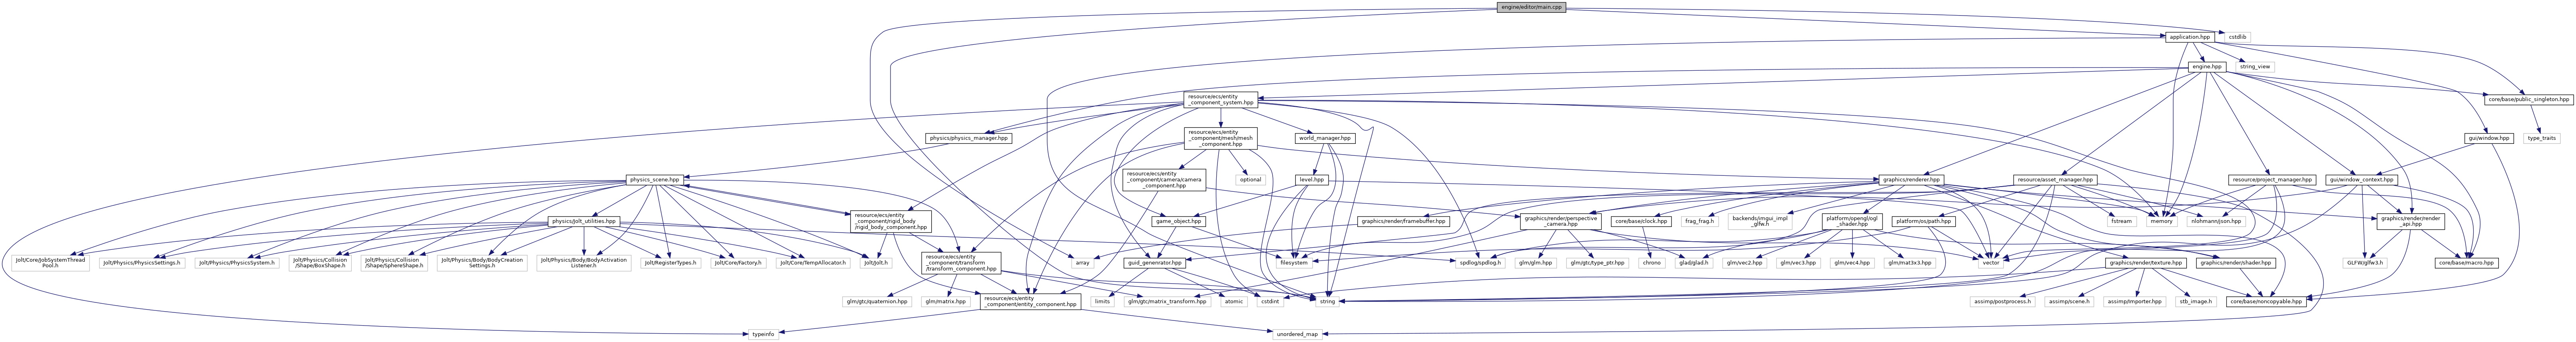 engine/editor/main.cpp
application.hpp
cstdlib
engine.hpp
string_view
resource/ecs/entity
_component_system.hpp
core/base/public_singleton.hpp
physics/physics_manager.hpp
resource/ecs/entity
_component/mesh/mesh
_component.hpp
world_manager.hpp
gui/window.hpp
type_traits
physics_scene.hpp
resource/ecs/entity
_component/camera/camera
_component.hpp
optional
level.hpp
graphics/renderer.hpp
resource/asset_manager.hpp
resource/project_manager.hpp
gui/window_context.hpp
physics/jolt_utilities.hpp
resource/ecs/entity
_component/rigid_body
/rigid_body_component.hpp
game_object.hpp
graphics/render/framebuffer.hpp
graphics/render/perspective
_camera.hpp
core/base/clock.hpp
frag_frag.h
backends/imgui_impl
_glfw.h
platform/opengl/ogl
_shader.hpp
platform/os/path.hpp
fstream
memory
nlohmann/json.hpp
graphics/render/render
_api.hpp
Jolt/Core/JobSystemThread
Pool.h
Jolt/Physics/PhysicsSettings.h
Jolt/Physics/PhysicsSystem.h
Jolt/Physics/Collision
/Shape/BoxShape.h
Jolt/Physics/Collision
/Shape/SphereShape.h
Jolt/Physics/Body/BodyCreation
Settings.h
Jolt/Physics/Body/BodyActivation
Listener.h
Jolt/RegisterTypes.h
Jolt/Core/Factory.h
Jolt/Core/TempAllocator.h
Jolt/Jolt.h
resource/ecs/entity
_component/transform
/transform_component.hpp
array
guid_genenrator.hpp
spdlog/spdlog.h
glm/glm.hpp
glm/gtc/type_ptr.hpp
filesystem
chrono
glad/glad.h
glm/vec2.hpp
glm/vec3.hpp
glm/vec4.hpp
glm/mat3x3.hpp
vector
graphics/render/texture.hpp
graphics/render/shader.hpp
GLFW/glfw3.h
core/base/macro.hpp
glm/gtc/quaternion.hpp
glm/matrix.hpp
resource/ecs/entity
_component/entity_component.hpp
limits
glm/gtc/matrix_transform.hpp
atomic
cstdint
string
assimp/postprocess.h
assimp/scene.h
assimp/Importer.hpp
stb_image.h
core/base/noncopyable.hpp
typeinfo
unordered_map